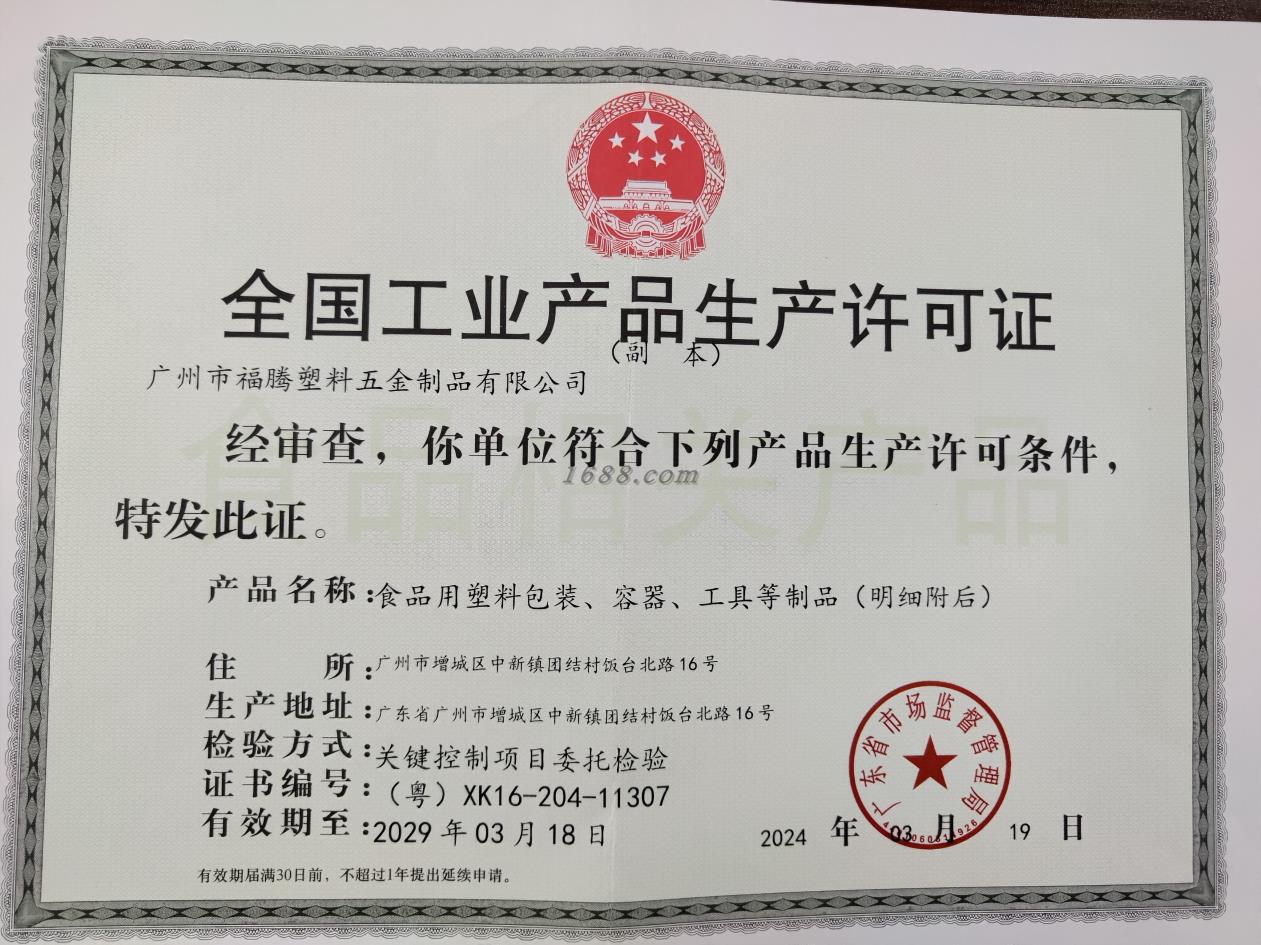 全国工业产品生产许可证
（副 本）
广州市福腾塑料五金制品有限公司
食品相关产品
经审查，你单位符合下列产品生产许可条件，
1688.com
特发此证。
产品名称：食品用塑料包装、容器、工具等制品（明细附后）
住 所：广州市增城区中新镇团结村饭台北路16号
生产地址：广东省广州市增城区中新镇团结村饭台北路16号
检验方式：关键控制项目委托检验
证书编号：（粤）XK16-204-11307
有效期至：2029年03月18日
广东省市场监督管理局
2024 年 03 月 19 日
有效期届满30日前，不超过1年提出延续申请。